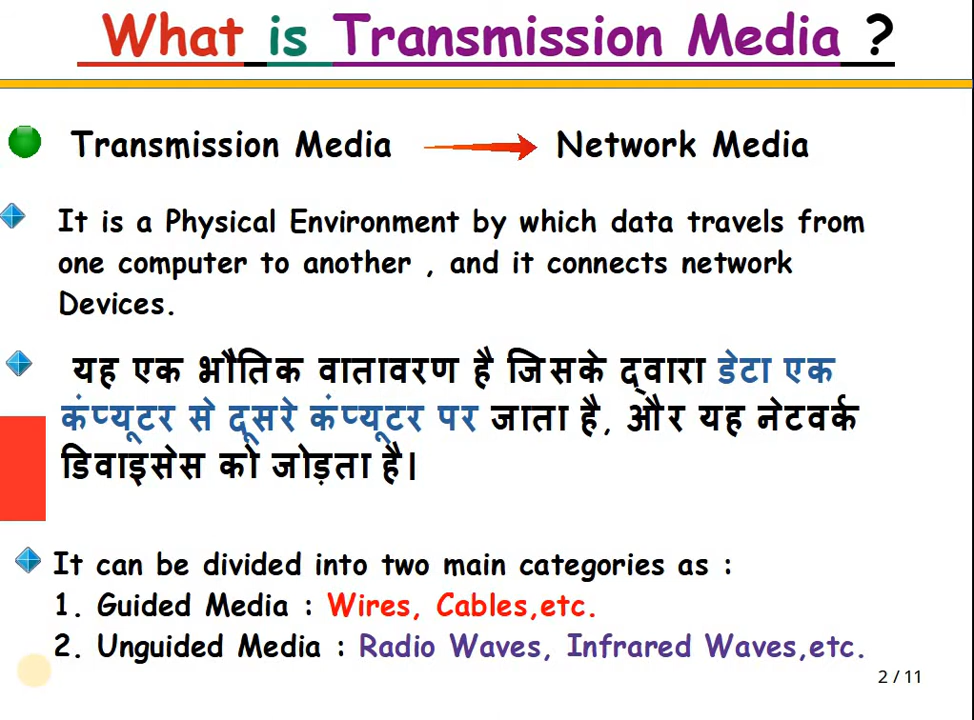 What is Transmission Media ?
Transmission Media → Network Media
It is a Physical Environment by which data travels from
one computer to another , and it connects network
Devices.
यह एक भौतिक वातावरण है जिसके द्वारा डेटा एक
कंप्यूटर से दूसरे कंप्यूटर पर जाता है, और यह नेटवर्क
डिवाइसेस को जोड़ता है।
It can be divided into two main categories as :
1. Guided Media : Wires, Cables,etc.
2. Unguided Media : Radio Waves, Infrared Waves,etc.
2 / 11